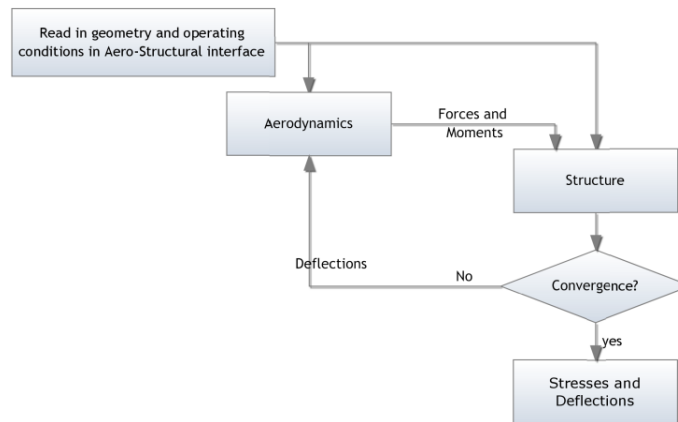 Read in geometry and operating
conditions in Aero-Structural interface
Aerodynamics
Forces and
Moments
Structure
Deflections
No
Convergence?
yes
Stresses and
Deflections